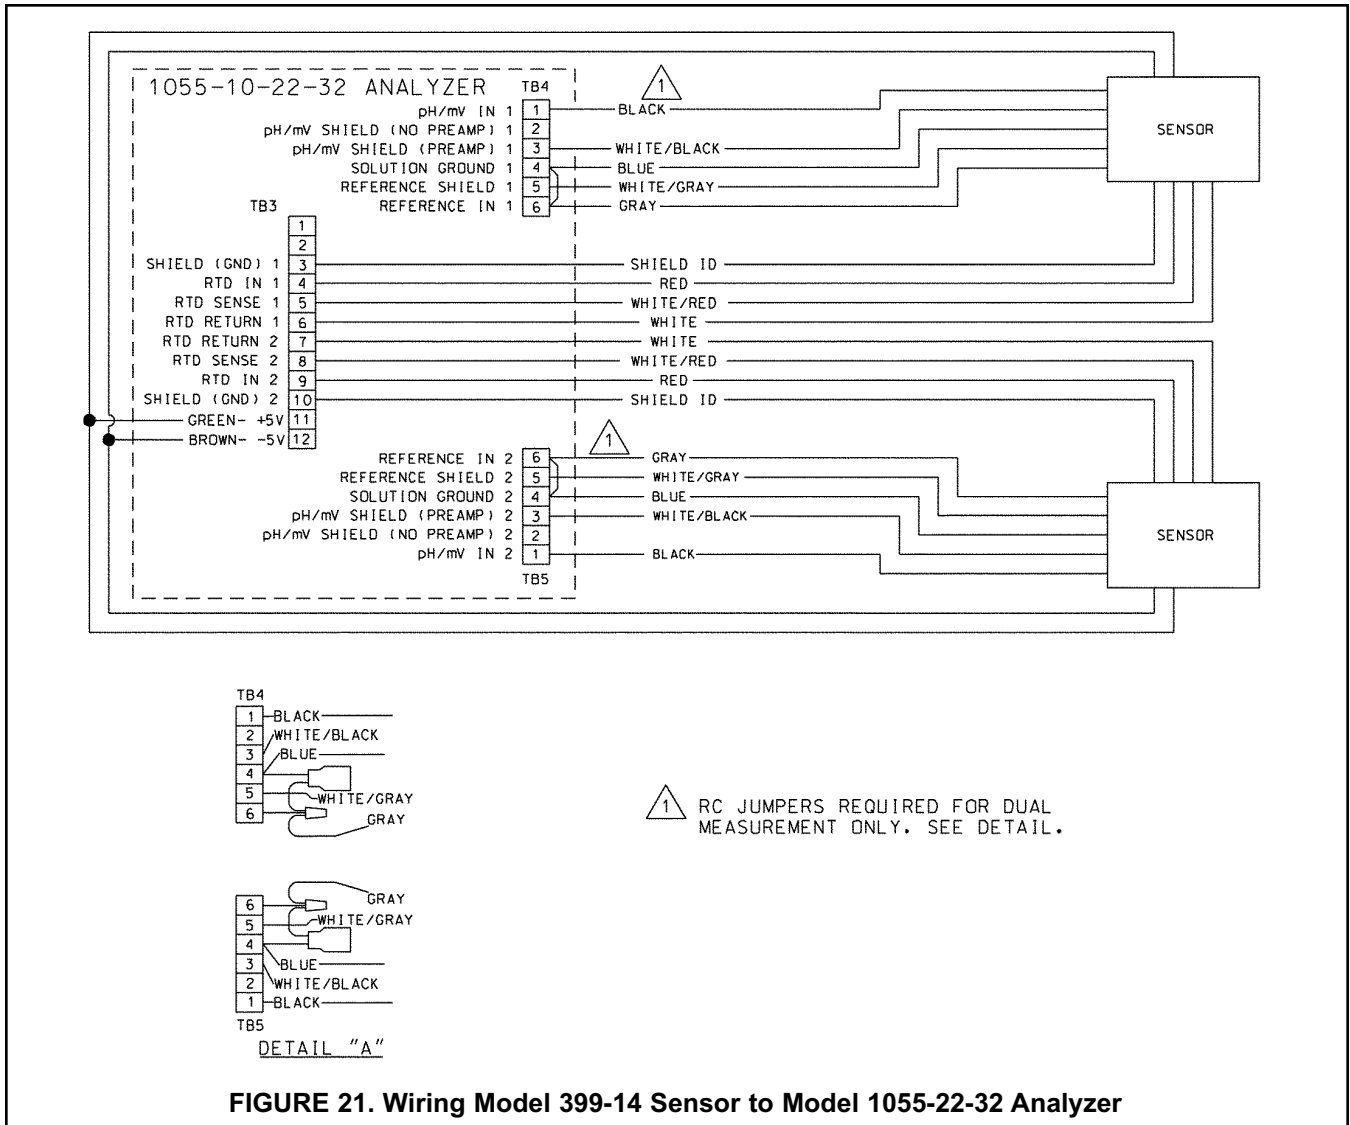 1055-10-22-32 ANALYZER
TB4
pH/mV IN 1 1 BLACK 1
pH/mV SHIELD (NO PREAMP) 1 2
pH/mV SHIELD (PREAMP) 1 3 WHITE/BLACK
SOLUTION GROUND 1 4 BLUE
REFERENCE SHIELD 1 5 WHITE/GRAY
REFERENCE IN 1 6 GRAY
SENSOR
TB3
1
2
SHIELD (GND) 1 3 SHIELD ID
RTD IN 1 4 RED
RTD SENSE 1 5 WHITE/RED
RTD RETURN 1 6 WHITE
RTD RETURN 2 7 WHITE
RTD SENSE 2 8 WHITE/RED
RTD IN 2 9 RED
SHIELD (GND) 2 10 SHIELD ID
GREEN- +5V 11
BROWN- -5V 12
1
REFERENCE IN 2 6 GRAY
REFERENCE SHIELD 2 5 WHITE/GRAY
SOLUTION GROUND 2 4 BLUE
pH/mV SHIELD (PREAMP) 2 3 WHITE/BLACK
pH/mV SHIELD (NO PREAMP) 2 2
pH/mV IN 2 1 BLACK
TB5
SENSOR
TB4
1 BLACK
2 WHITE/BLACK
3 BLUE
4
5 WHITE/GRAY
6 GRAY
1 RC JUMPERS REQUIRED FOR DUAL
MEASUREMENT ONLY. SEE DETAIL.
6 GRAY
5 WHITE/GRAY
4
3 BLUE
2 WHITE/BLACK
1 BLACK
TB5
DETAIL "A"
FIGURE 21. Wiring Model 399-14 Sensor to Model 1055-22-32 Analyzer